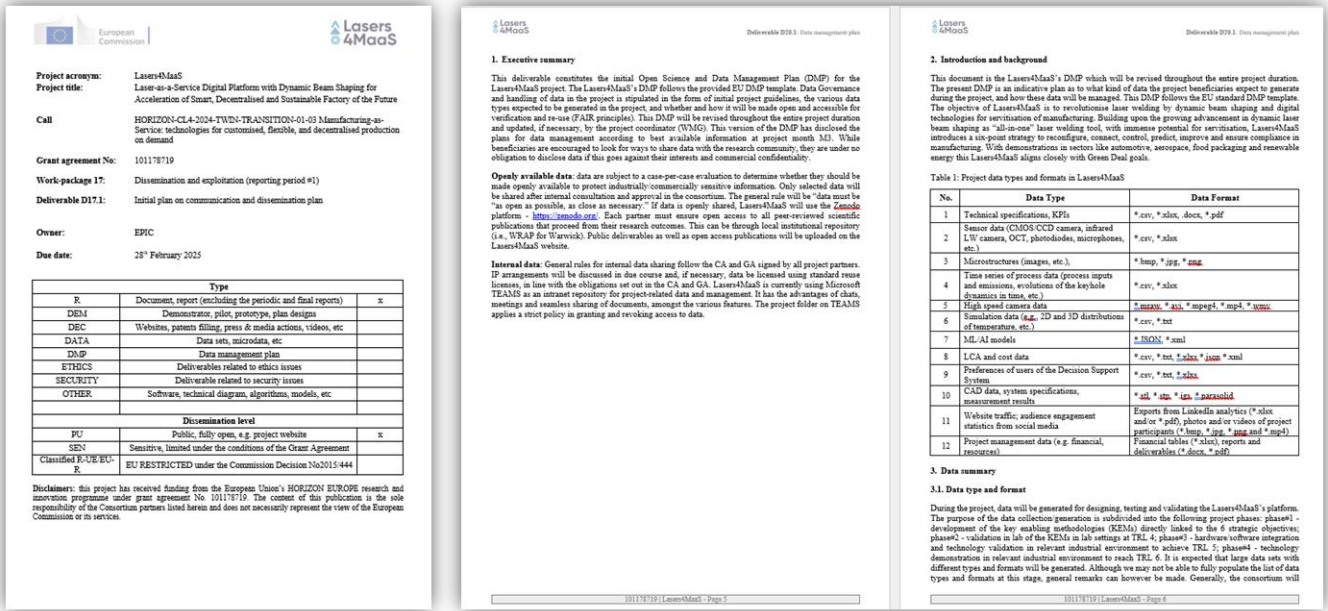 European
Commission
Lasers
4MaaS
Project acronym: Lasers4MaaS
Project title: Laser-as-a-Service Digital Platform with Dynamic Beam Shaping for
Acceleration of Smart, Decentralised and Sustainable Factory of the Future
Call HORIZON-CL4-2024-TWIN-TRANSITION-01-03 Manufacturing-as-
Service: technologies for customised, flexible, and decentralised production
on demand
Grant agreement No: 101178719
Work-package 17: Dissemination and exploitation (reporting period #1)
Deliverable D17.1: Initial plan on communication and dissemination plan
Owner: EPIC
Due date: 28th February 2025
Type
R Document, report (excluding the periodic and final reports) x
DEM Demonstrator, pilot, prototype, plan designs
DEC Websites, patents filling, press & media actions, videos, etc
DATA Data sets, microdata, etc
DMP Data management plan
ETHICS Deliverables related to ethics issues
SECURITY Deliverable related to security issues
OTHER Software, technical diagram, algorithms, models, etc
Dissemination level
PU Public, fully open, e.g. project website x
SEN Sensitive, limited under the conditions of the Grant Agreement
Classified R-UE/EU-
R EU RESTRICTED under the Commission Decision No2015/444
Disclaimers: this project has received funding from the European Union's HORIZON EUROPE research and
innovation programme under grant agreement No. 101178719. The content of this publication is the sole
responsibility of the Consortium partners listed herein and does not necessarily represent the view of the European
Commission or its services.
Lasers
4MaaS
Deliverable D20.1: Data management plan
1. Executive summary
This deliverable constitutes the initial Open Science and Data Management Plan (DMP) for the
Lasers4MaaS project. The Lasers4MaaS's DMP follows the provided EU DMP template. Data Governance
and handling of data in the project is stipulated in the form of initial project guidelines, the various data
types expected to be generated in the project, and whether and how it will be made open and accessible for
verification and re-use (FAIR principles). This DMP will be revised throughout the entire project duration
and updated, if necessary, by the project coordinator (WMG). This version of the DMP has disclosed the
plans for data management according to best available information at project month M3. While
beneficiaries are encouraged to look for ways to share data with the research community, they are under no
obligation to disclose data if this goes against their interests and commercial confidentiality.
Openly available data: data are subject to a case-per-case evaluation to determine whether they should be
made openly available to protect industrially/commercially sensitive information. Only selected data will
be shared after internal consultation and approval in the consortium. The general rule will be "data must be
"as open as possible, as close as necessary." If data is openly shared, Lasers4MaaS will use the Zenodo
platform - https://zenodo.org/. Each partner must ensure open access to all peer-reviewed scientific
publications that proceed from their research outcomes. This can be through local institutional repository
(i.e., WRAP for Warwick). Public deliverables as well as open access publications will be uploaded on the
Lasers4MaaS website.
Internal data: General rules for internal data sharing follow the CA and GA signed by all project partners.
IP arrangements will be discussed in due course and, if necessary, data be licensed using standard reuse
licenses, in line with the obligations set out in the CA and GA. Lasers4MaaS is currently using Microsoft
TEAMS as an intranet repository for project-related data and management. It has the advantages of chats,
meetings and seamless sharing of documents, amongst the various features. The project folder on TEAMS
applies a strict policy in granting and revoking access to data.
101178719 | Lasers4MaaS - Page 5
Lasers
4MaaS
Deliverable D20.1: Data management plan
2. Introduction and background
This document is the Lasers4MaaS's DMP which will be revised throughout the entire project duration.
The present DMP is an indicative plan as to what kind of data the project beneficiaries expect to generate
during the project, and how these data will be managed. This DMP follows the EU standard DMP template.
The objective of Lasers4MaaS is to revolutionise laser welding by dynamic beam shaping and digital
technologies for servitisation of manufacturing. Building upon the growing advancement in dynamic laser
beam shaping as "all-in-one" laser welding tool, with immense potential for servitisation, Lasers4MaaS
introduces a six-point strategy to reconfigure, connect, control, predict, improve and ensure compliance in
manufacturing. With demonstrations in sectors like automotive, aerospace, food packaging and renewable
energy this Lasers4MaaS aligns closely with Green Deal goals.
Table 1: Project data types and formats in Lasers4MaaS
No. Data Type Data Format
1 Technical specifications, KPIs *.csv, *.xlsx, .docx, *.pdf
2 Sensor data (CMOS/CCD camera, infrared
LW camera, OCT, photodiodes, microphones,
etc.) *.csv, *.xlsx
3 Microstructures (images, etc.), *.bmp, *.jpg, *.png
4 Time series of process data (process inputs
and emissions, evolutions of the keyhole
dynamics in time, etc.) *.csv, *.xlsx
5 High speed camera data *.mraw, *.avi, *.mpeg4, *.mp4, *.wmv
6 Simulation data (e.g., 2D and 3D distributions
of temperature, etc.) *.csv, *.txt
7 ML/AI models *.JSON, *.xml
8 LCA and cost data *.csv, *.txt, *.xlxs *.json *.xml
9 Preferences of users of the Decision Support
System *.csv, *.txt, *.xlxs
10 CAD data, system specifications,
measurement results *.stl, *.stp, *.igs, *.parasolid
11 Website traffic; audience engagement
statistics from social media Exports from LinkedIn analytics (*.xlsx
and/or *.pdf), photos and/or videos of project
participants (*.bmp, *.jpg, *.png and *.mp4)
12 Project management data (e.g. financial,
resources) Financial tables (*.xlsx), reports and
deliverables (*.docx, *.pdf)
3. Data summary
3.1. Data type and format
During the project, data will be generated for designing, testing and validating the Lasers4MaaS's platform.
The purpose of the data collection/generation is subdivided into the following project phases: phase#1 -
development of the key enabling methodologies (KEMs) directly linked to the 6 strategic objectives;
phase#2 - validation in lab of the KEMs in lab settings at TRL 4; phase#3 - hardware/software integration
and technology validation in relevant industrial environment to achieve TRL 5; phase#4 - technology
demonstration in relevant industrial environment to reach TRL 6. It is expected that large data sets with
different types and formats will be generated. Although we may not be able to fully populate the list of data
types and formats at this stage, general remarks can however be made. Generally, the consortium will
101178719 | Lasers4MaaS - Page 6